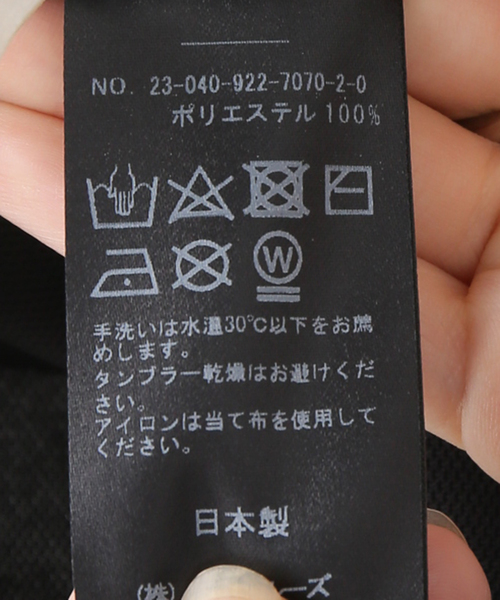 NO. 23-040-922-7070-2-0
ポリエステル 100%
W
手洗いは水温30℃以下をお薦
めします。
タンブラー乾燥はお避けくだ
さい。
アイロンは当て布を使用して
ください。
日本製
(株)
ーズ